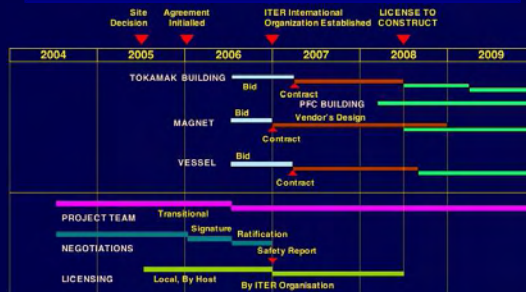 Site Decision
Agreement Initialled
ITER International Organization Established
LICENSE TO CONSTRUCT
2004 2005 2006 2007 2008 2009
TOKAMAK BUILDING
Bid
Contract
PFC BUILDING
Bid
Vendor's Design
MAGNET
Contract
Bid
VESSEL
Contract
PROJECT TEAM
Transitional
Signature
Ratification
NEGOTIATIONS
Safety Report
LICENSING
Local, By Host
By ITER Organisation